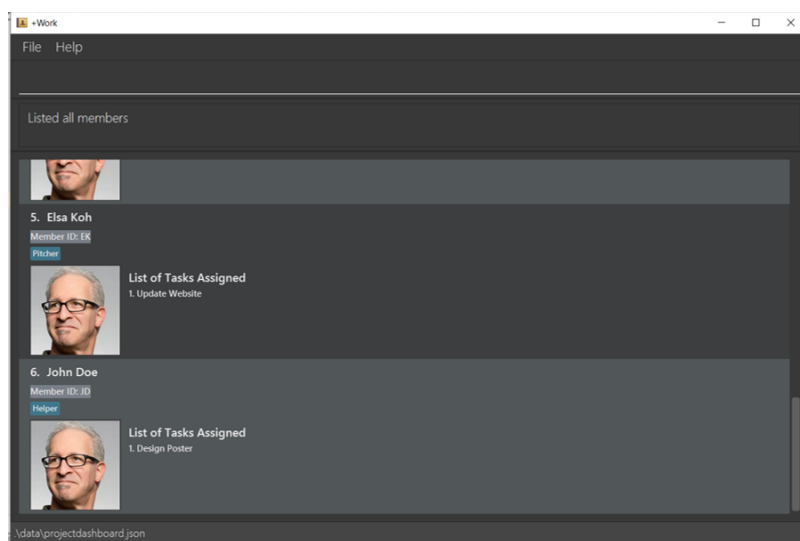 +Work
File Help
Listed all members
5. Elsa Koh
Member ID: EK
Pitcher
List of Tasks Assigned
1. Update Website
6. John Doe
Member ID: JD
Helper
List of Tasks Assigned
1. Design Poster
.\data\projectdashboard.json